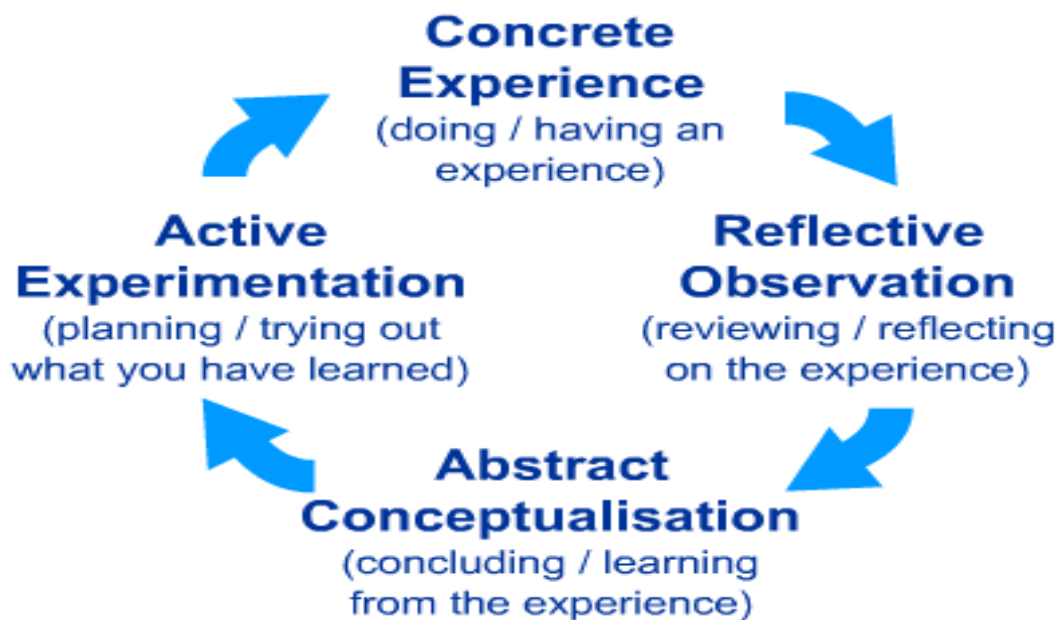 Concrete
Experience
(doing / having an
experience)
Reflective
Observation
(reviewing / reflecting
on the experience)
Abstract
Conceptualisation
(concluding / learning
from the experience)
Active
Experimentation
(planning / trying out
what you have learned)